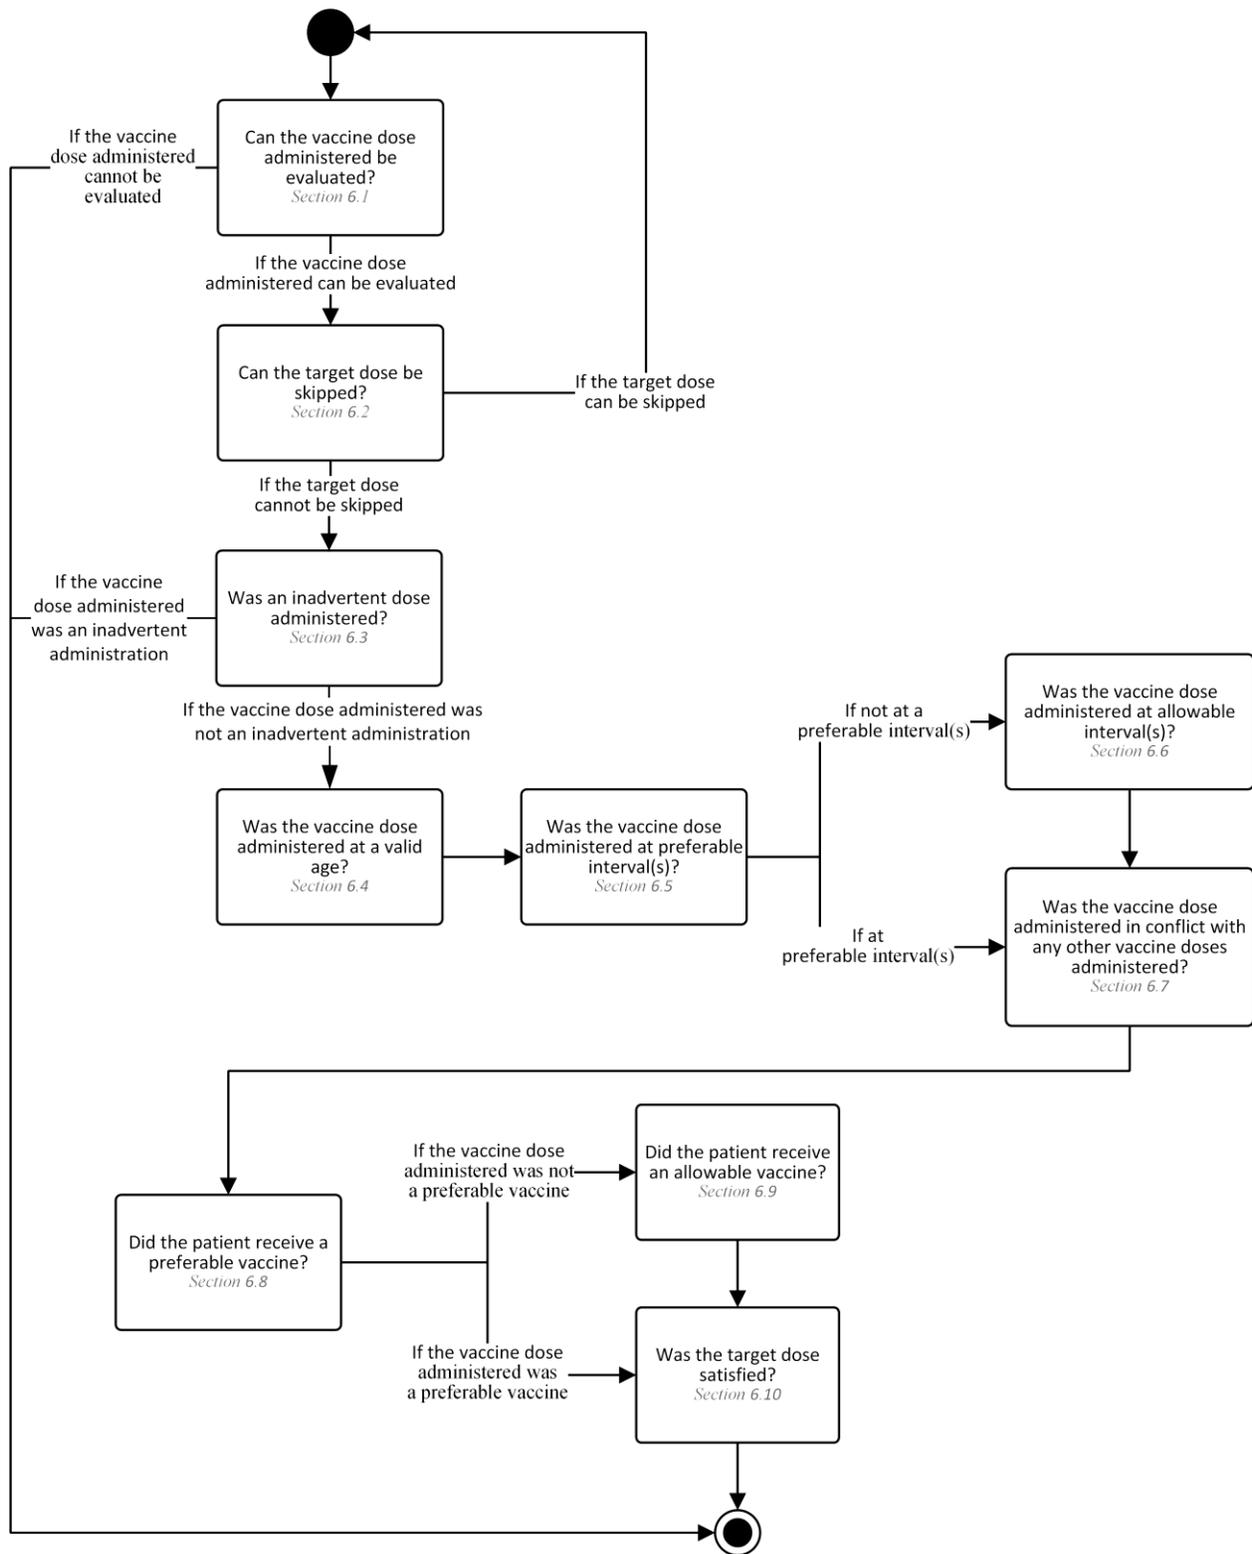 Can the vaccine dose
administered be
evaluated?
Section 6.1
If the vaccine
dose administered
cannot be
evaluated
If the vaccine dose
administered can be evaluated
Can the target dose be
skipped?
Section 6.2
If the target dose
can be skipped
If the target dose
cannot be skipped
Was an inadvertent dose
administered?
Section 6.3
If the vaccine
dose administered
was an inadvertent
administration
If the vaccine dose administered was
not an inadvertent administration
Was the vaccine dose
administered at a valid
age?
Section 6.4
Was the vaccine dose
administered at preferable
interval(s)?
Section 6.5
If not at a
preferable interval(s)
Was the vaccine dose
administered at allowable
interval(s)?
Section 6.6
If at
preferable interval(s)
Was the vaccine dose
administered in conflict with
any other vaccine doses
administered?
Section 6.7
Did the patient receive a
preferable vaccine?
Section 6.8
If the vaccine dose
administered was not
a preferable vaccine
Did the patient receive
an allowable vaccine?
Section 6.9
If the vaccine dose
administered was
a preferable vaccine
Was the target dose
satisfied?
Section 6.10